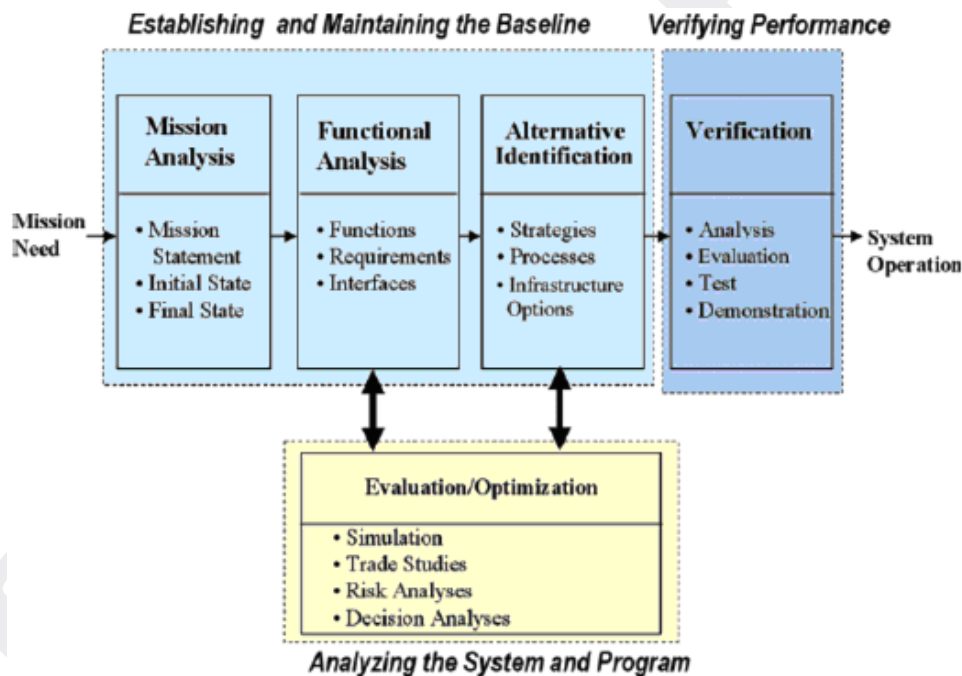 Establishing and Maintaining the Baseline
Verifying Performance
Mission
Analysis
• Mission
Statement
• Initial State
• Final State
Functional
Analysis
• Functions
• Requirements
• Interfaces
Alternative
Identification
• Strategies
• Processes
• Infrastructure
Options
Verification
• Analysis
• Evaluation
• Test
• Demonstration
Mission
Need
System
Operation
Evaluation/Optimization
• Simulation
• Trade Studies
• Risk Analyses
• Decision Analyses
Analyzing the System and Program